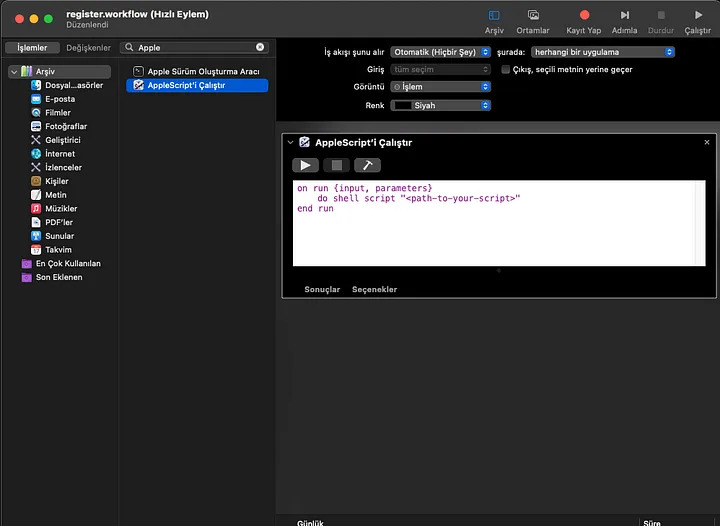 register.workflow (Hızlı Eylem)
Düzenlendi
Arşiv
Ortamlar
Kayıt Yap
Adımla
Durdur
Çalıştır
İşlemler
Değişkenler
Apple
Arşiv
Dosyal...asörler
E-posta
Filmler
Fotoğraflar
Geliştirici
İnternet
İzlenceler
Kişiler
Metin
Müzikler
PDF'ler
Sunular
Takvim
En Çok Kullanılan
Son Eklenen
Apple Sürüm Oluşturma Aracı
AppleScript'i Çalıştır
İş akışı şunu alır Otomatik (Hiçbir Şey) şurada: herhangi bir uygulama
Giriş tüm seçim Çıkış, seçili metnin yerine geçer
Görüntü İşlem
Renk Siyah
AppleScript'i Çalıştır
on run {input, parameters}
do shell script "<path-to-your-script>"
end run
Sonuçlar Seçenekler
Günlük Süre